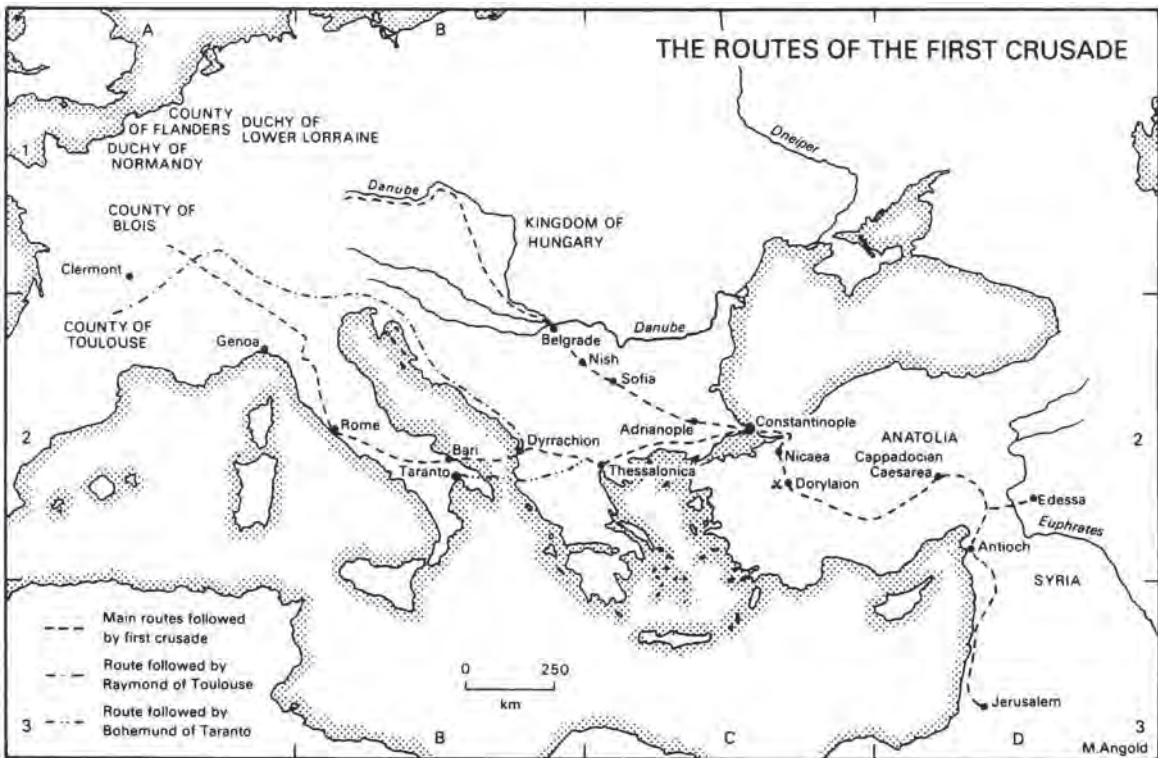 A
B
THE ROUTES OF THE FIRST CRUSADE
COUNTY
OF FLANDERS
DUCHY OF
LOWER LORRAINE
1
DUCHY OF
NORMANDY
Dneiper
Danube
COUNTY OF
BLOIS
KINGDOM OF
HUNGARY
Clermont
COUNTY OF
TOULOUSE
Genoa
Belgrade
Danube
Nish
Sofia
2
Rome
Bari
Taranto
Dyrrachion
Adrianople
Constantinople
Thessalonica
Nicaea
Dorylaion
ANATOLIA
Cappadocian
Caesarea
2
Edessa
Euphrates
Antioch
SYRIA
Main routes followed
by first crusade
Route followed by
Raymond of Toulouse
Route followed by
Bohemund of Taranto
0 250
km
Jerusalem
3
B
C
D
3
M.Angold